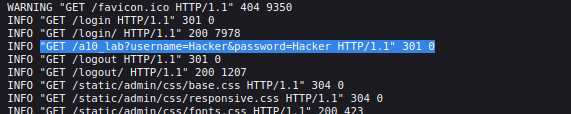 WARNING "GET /favicon.ico HTTP/1.1" 404 9350
INFO "GET /login HTTP/1.1" 301 0
INFO "GET /login/ HTTP/1.1" 200 7978
INFO "GET /a10_lab?username=Hacker&password=Hacker HTTP/1.1" 301 0
INFO "GET /logout HTTP/1.1" 301 0
INFO "GET /logout/ HTTP/1.1" 200 1207
INFO "GET /static/admin/css/base.css HTTP/1.1" 304 0
INFO "GET /static/admin/css/responsive.css HTTP/1.1" 304 0
INFO "GET /static/admin/css/fonts.css HTTP/1.1" 200 423